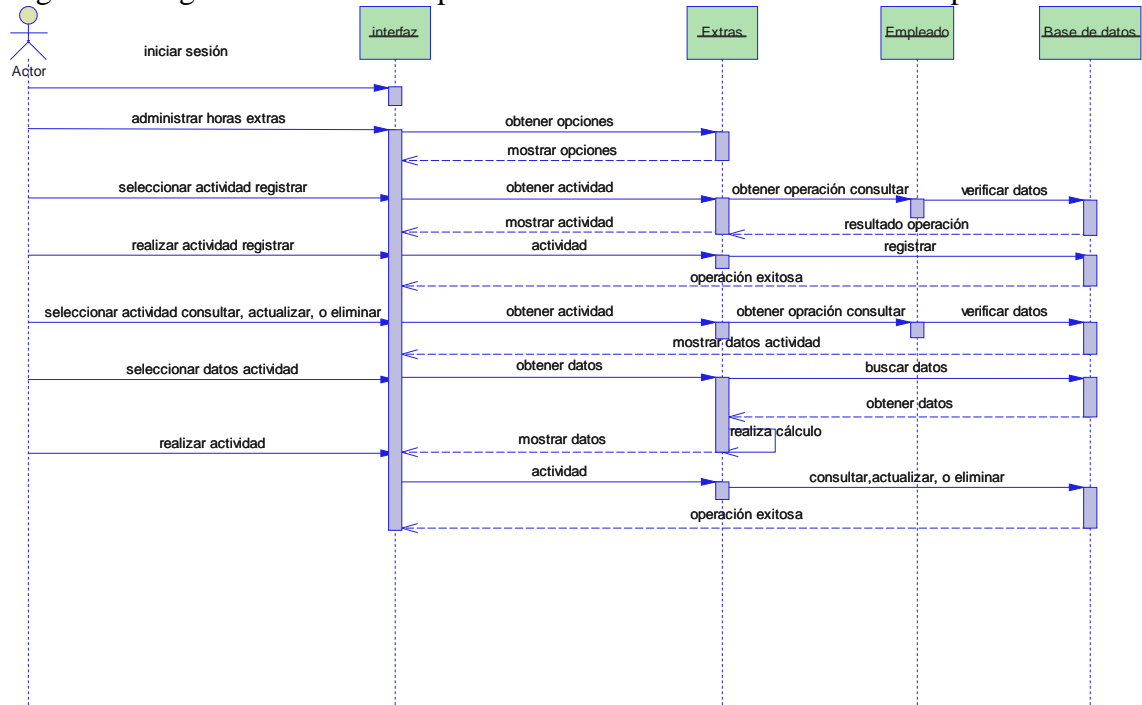 interfaz
Extras
Empleado
Base de datos
Actor
iniciar sesión
administrar horas extras
obtener opciones
mostrar opciones
seleccionar actividad registrar
obtener actividad
obtener operación consultar
verificar datos
mostrar actividad
resultado operación
realizar actividad registrar
actividad
registrar
operación exitosa
seleccionar actividad consultar, actualizar, o eliminar
obtener actividad
obtener opración consultar
verificar datos
mostrar datos actividad
seleccionar datos actividad
obtener datos
buscar datos
obtener datos
realiza cálculo
realizar actividad
mostrar datos
actividad
consultar,actualizar, o eliminar
operación exitosa